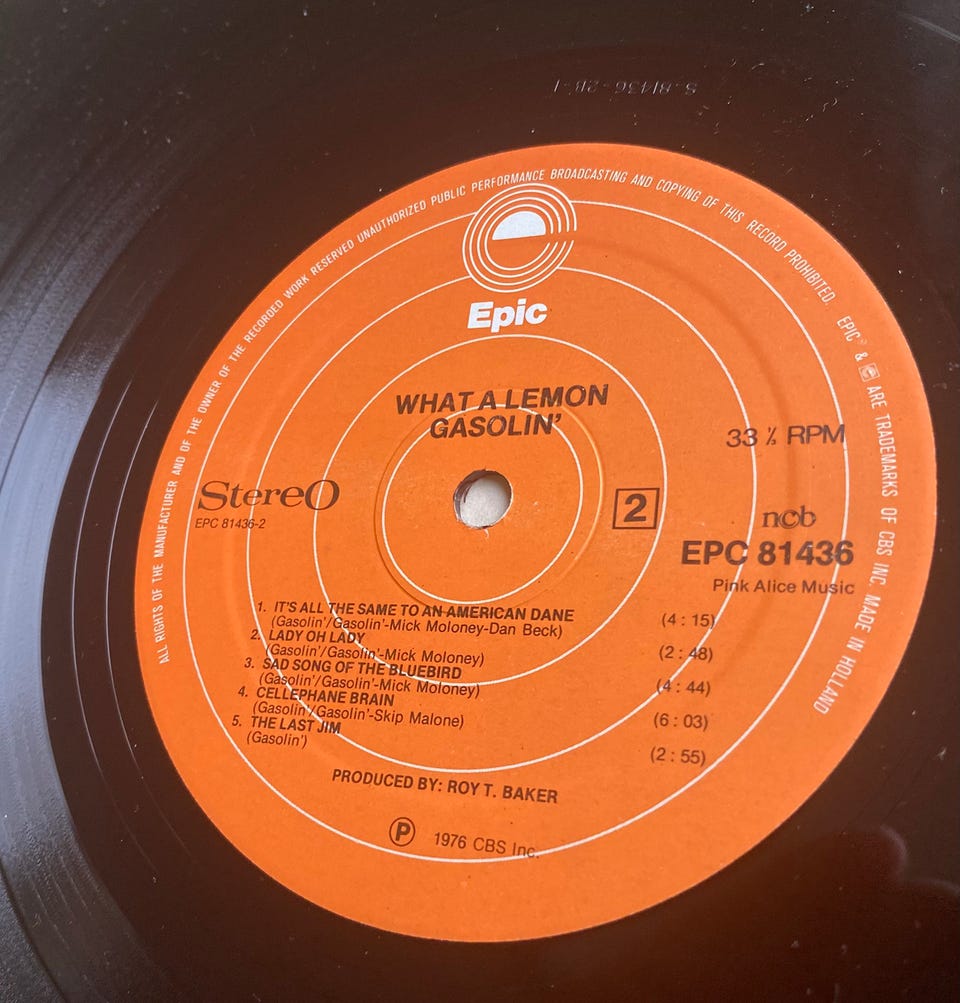 S 81436-2B-1
ALL RIGHTS OF THE MANUFACTURER AND OF THE OWNER OF THE RECORDED WORK RESERVED UNAUTHORIZED PUBLIC PERFORMANCE BROADCASTING AND COPYING OF THIS RECORD PROHIBITED. EPIC® & ARE TRADEMARKS OF CBS INC. MADE IN HOLLAND
Epic
WHAT A LEMON
GASOLIN'
33 ⅓ RPM
StereO
EPC 81436-2
2
ncb
EPC 81436
Pink Alice Music
1. IT'S ALL THE SAME TO AN AMERICAN DANE (4 : 15)
(Gasolin'/Gasolin'-Mick Moloney-Dan Beck)
2. LADY OH LADY (2 : 48)
(Gasolin'/Gasolin'-Mick Moloney)
3. SAD SONG OF THE BLUEBIRD (4 : 44)
(Gasolin'/Gasolin'-Mick Moloney)
4. CELLEPHANE BRAIN (6 : 03)
(Gasolin'/Gasolin'-Skip Malone)
5. THE LAST JIM (2 : 55)
(Gasolin')
PRODUCED BY: ROY T. BAKER
Ⓟ 1976 CBS Inc.